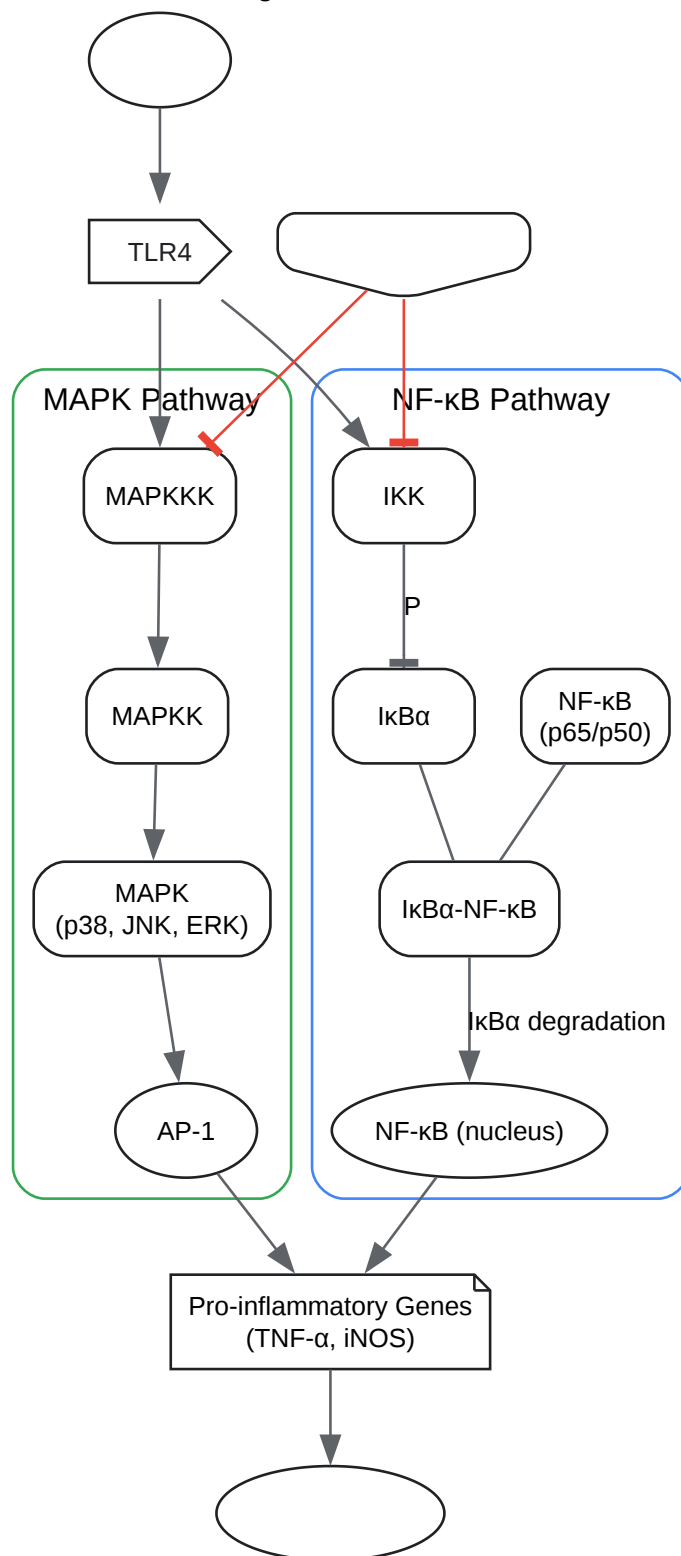 TLR4
MAPK Pathway
NF-κB Pathway
MAPKKK
IKK
P
MAPKK
IκBα
NF-κB
(p65/p50)
MAPK
(p38, JNK, ERK)
IκBα-NF-κB
IκBα degradation
AP-1
NF-κB (nucleus)
Pro-inflammatory Genes
(TNF-α, iNOS)